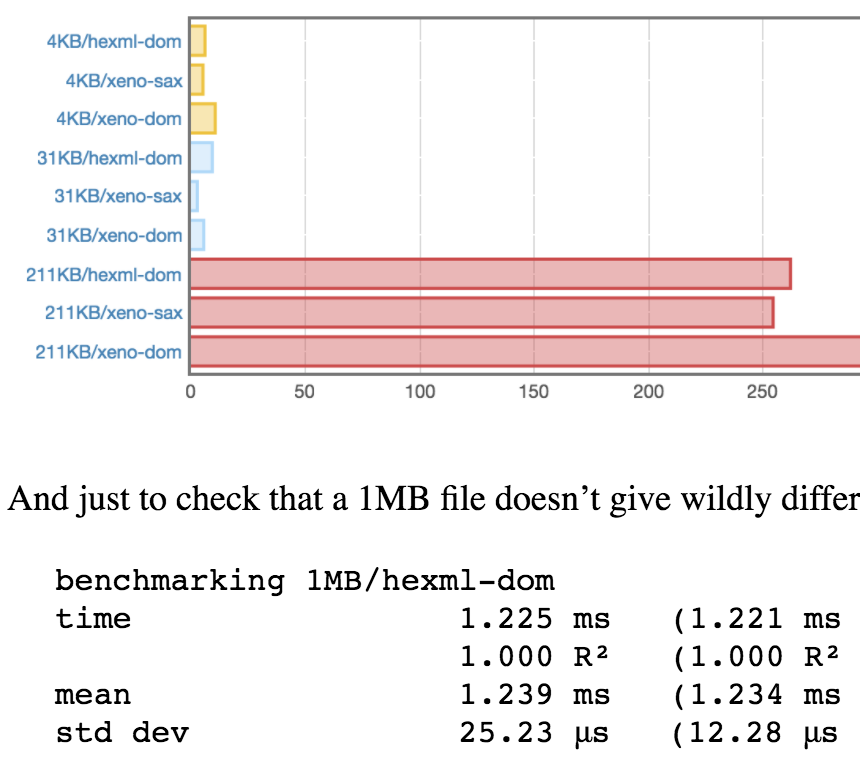 4KB/hexml-dom
4KB/xeno-sax
4KB/xeno-dom
31KB/hexml-dom
31KB/xeno-sax
31KB/xeno-dom
211KB/hexml-dom
211KB/xeno-sax
211KB/xeno-dom
0 50 100 150 200 250
And just to check that a 1MB file doesn’t give wildly differ
benchmarking 1MB/hexml-dom
time 1.225 ms (1.221 ms
1.000 R² (1.000 R²
mean 1.239 ms (1.234 ms
std dev 25.23 μs (12.28 μs